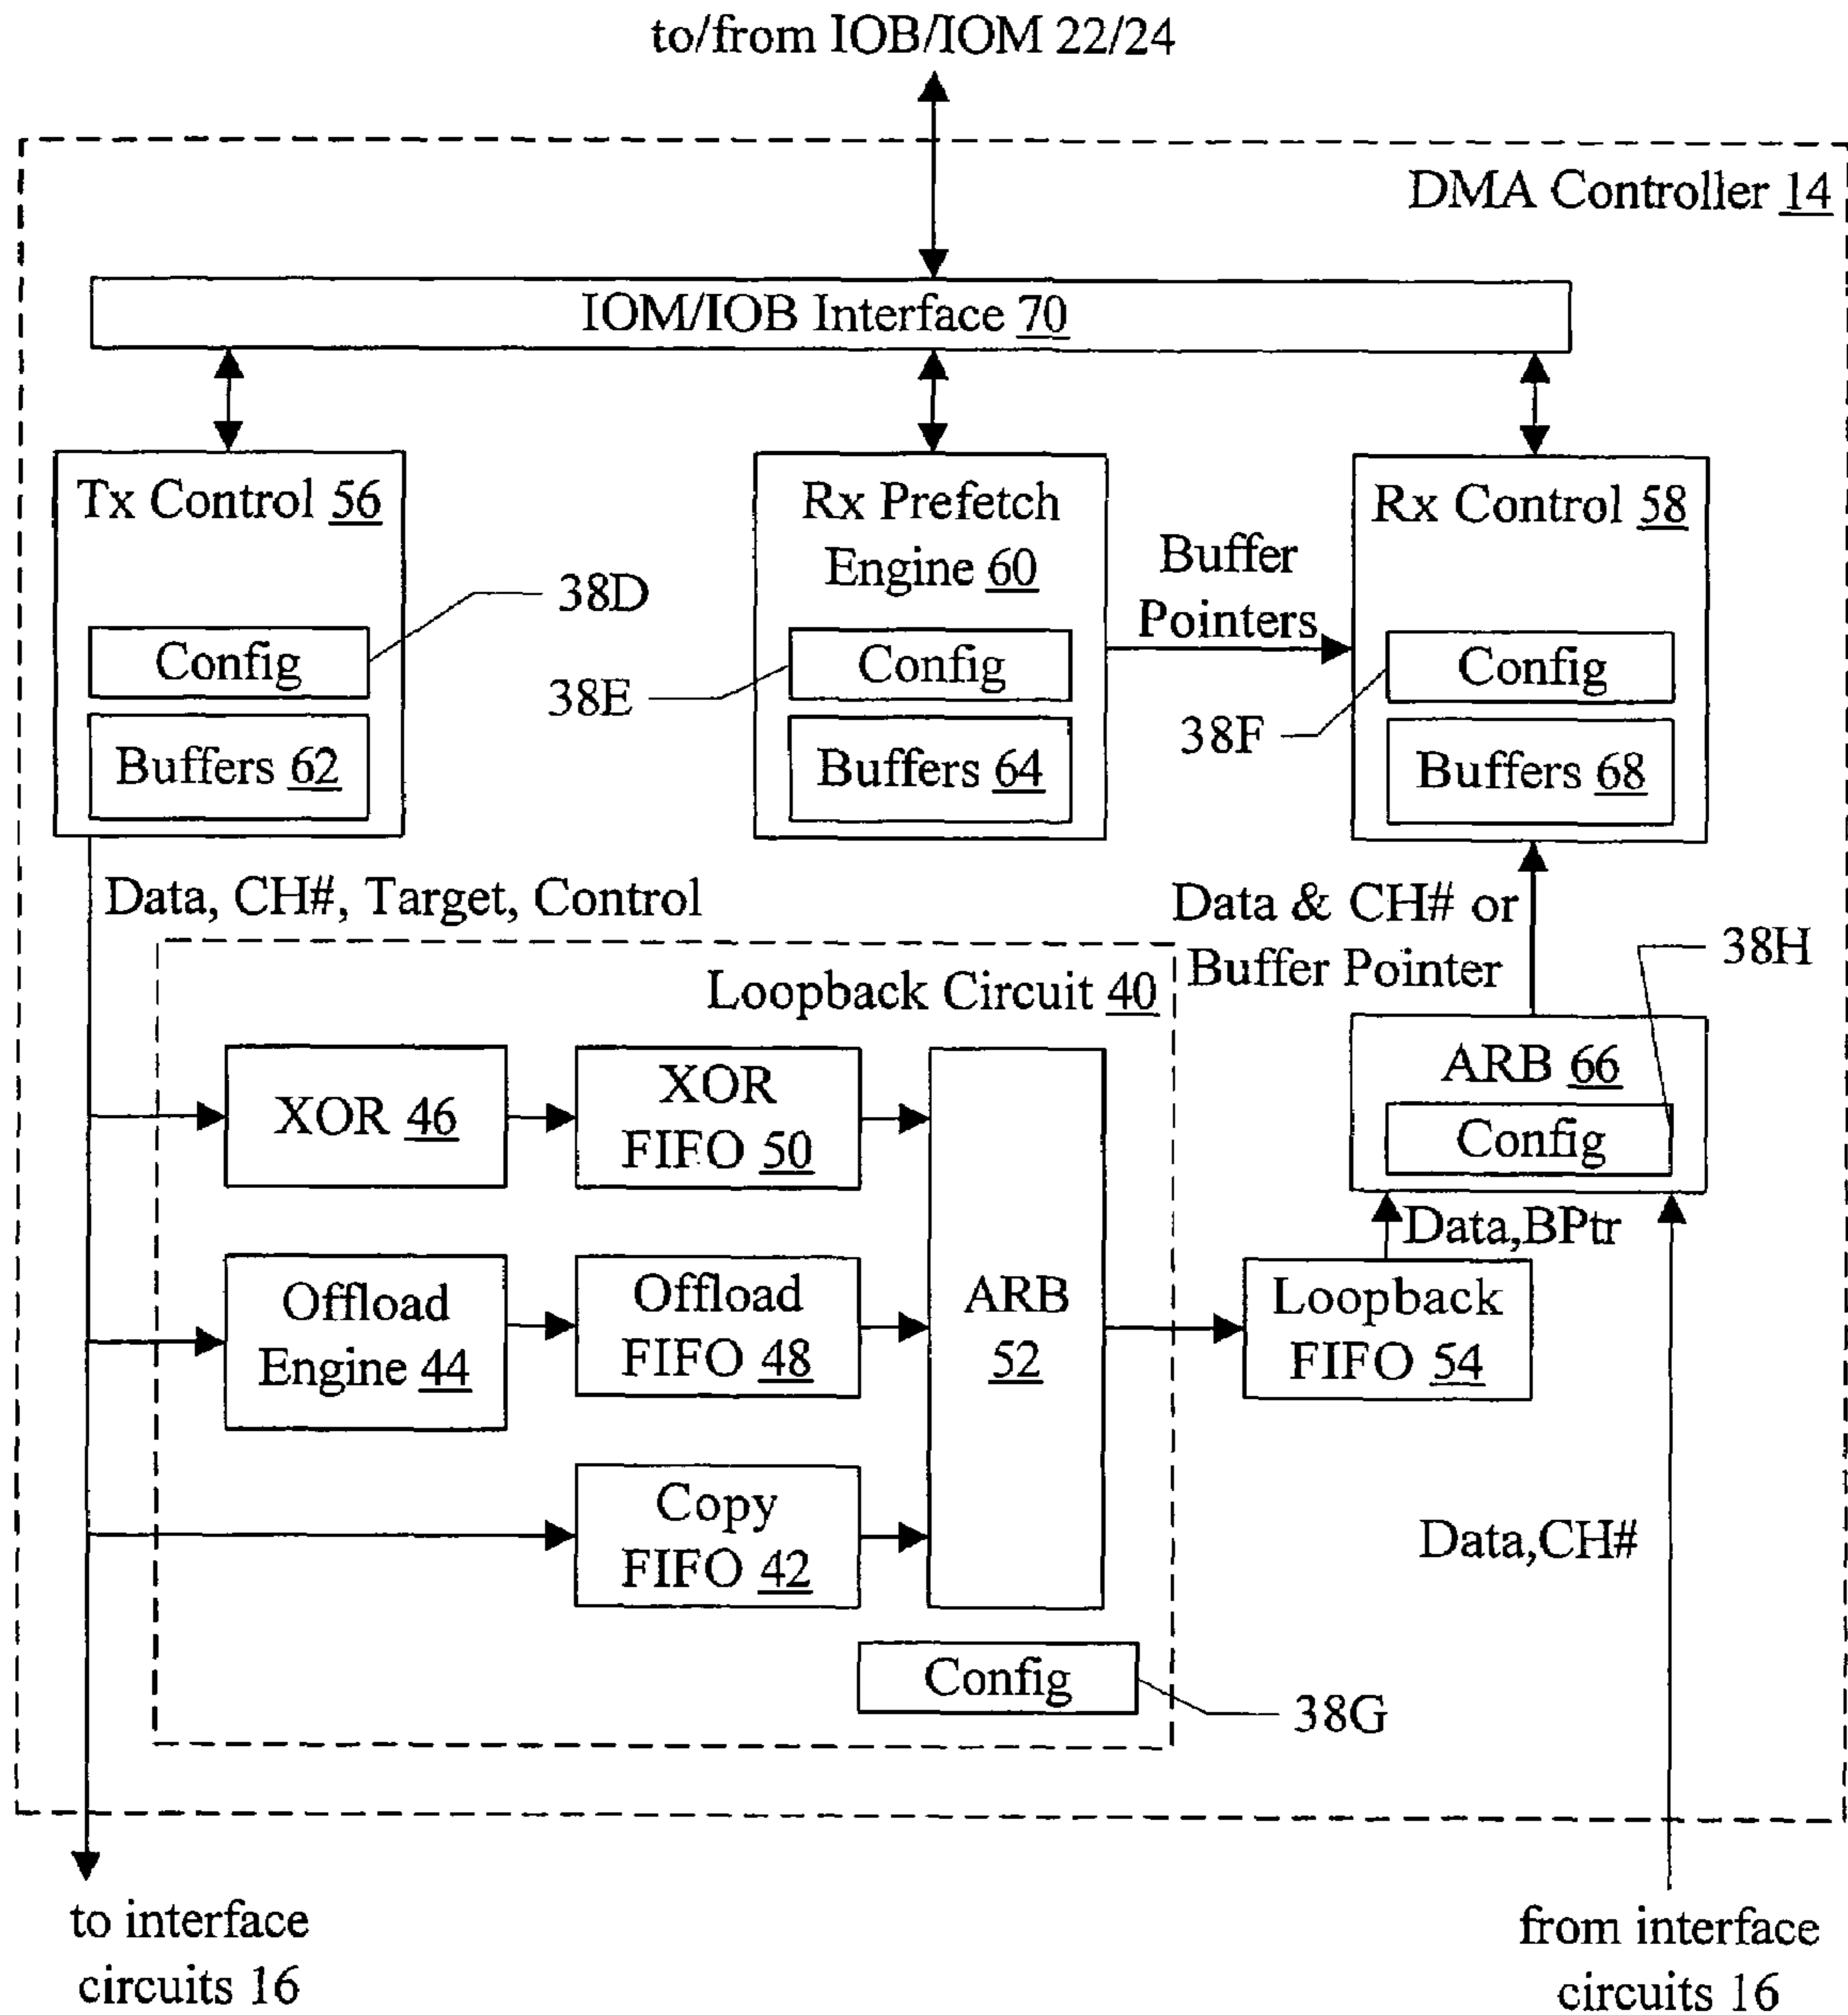 to/from IOB/IOM 22/24
DMA Controller 14
IOM/IOB Interface 70
Tx Control 56
Config
Buffers 62
38D
Rx Prefetch
Engine 60
Config
Buffers 64
38E
Buffer
Pointers
Rx Control 58
Config
Buffers 68
38F
Data, CH#, Target, Control
Data & CH# or
Buffer Pointer
38H
Loopback Circuit 40
XOR 46
XOR
FIFO 50
ARB 66
Config
Offload
Engine 44
Offload
FIFO 48
ARB
52
Data,BPtr
Loopback
FIFO 54
Copy
FIFO 42
Data,CH#
Config
38G
to interface
circuits 16
from interface
circuits 16